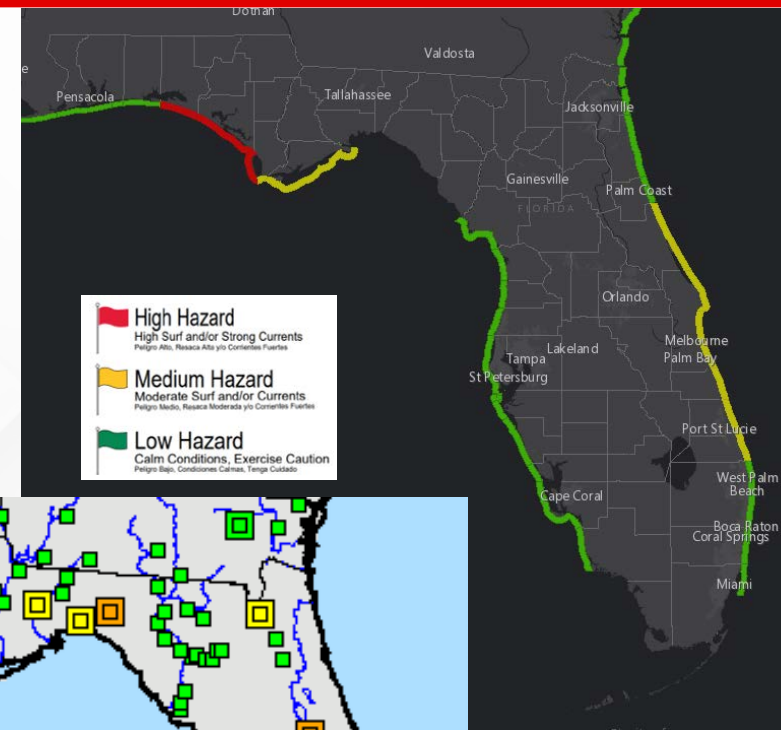 Dothan
Valdosta
e
Pensacola
Tallahassee
Jacksonville
Gainesville
Palm Coast
FLORIDA
Orlando
Melbourne
Palm Bay
Lakeland
Tampa
St Petersburg
Port St Lucie
Cape Coral
West Palm
Beach
Boca Raton
Coral Springs
Miami
High Hazard
High Surf and/or Strong Currents
Peligro Alto, Resaca Alta y/o Corrientes Fuertes
Medium Hazard
Moderate Surf and/or Currents
Peligro Medio, Resaca Moderada y/o Corrientes Fuertes
Low Hazard
Calm Conditions, Exercise Caution
Peligro Bajo, Condiciones Calmas, Tenga Cuidado